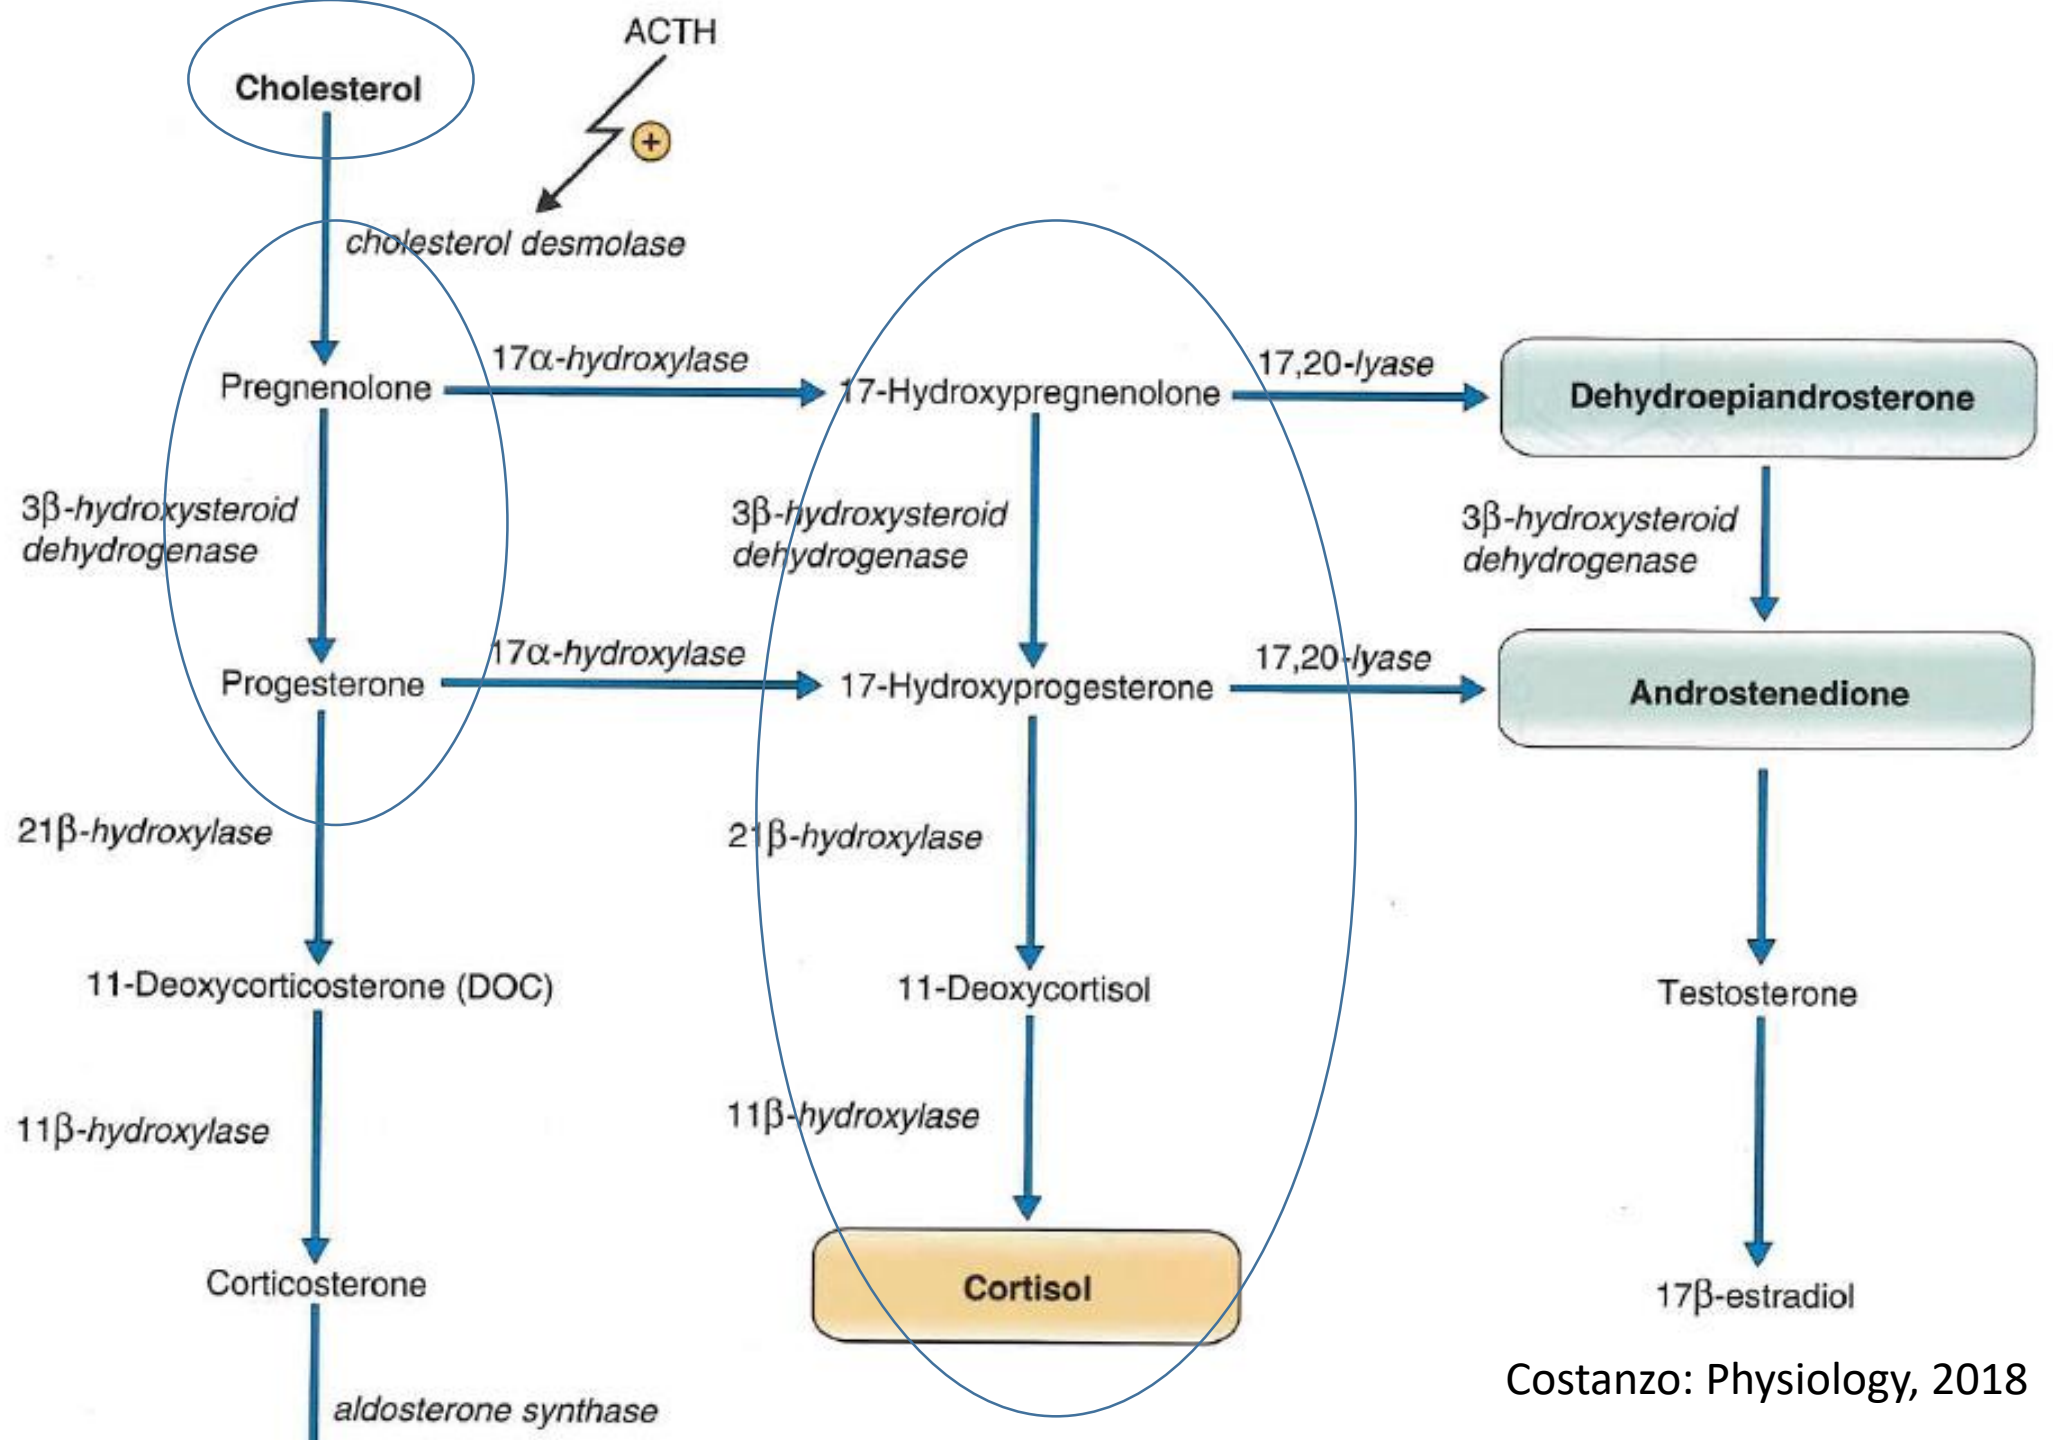 ACTH
Cholesterol
+
cholesterol desmolase
Pregnenolone
17α-hydroxylase
17-Hydroxypregnenolone
17,20-lyase
Dehydroepiandrosterone
3β-hydroxysteroid
dehydrogenase
3β-hydroxysteroid
dehydrogenase
3β-hydroxysteroid
dehydrogenase
Progesterone
17α-hydroxylase
17-Hydroxyprogesterone
17,20-lyase
Androstenedione
21β-hydroxylase
21β-hydroxylase
11-Deoxycorticosterone (DOC)
11-Deoxycortisol
Testosterone
11β-hydroxylase
11β-hydroxylase
Corticosterone
Cortisol
17β-estradiol
aldosterone synthase
Costanzo: Physiology, 2018